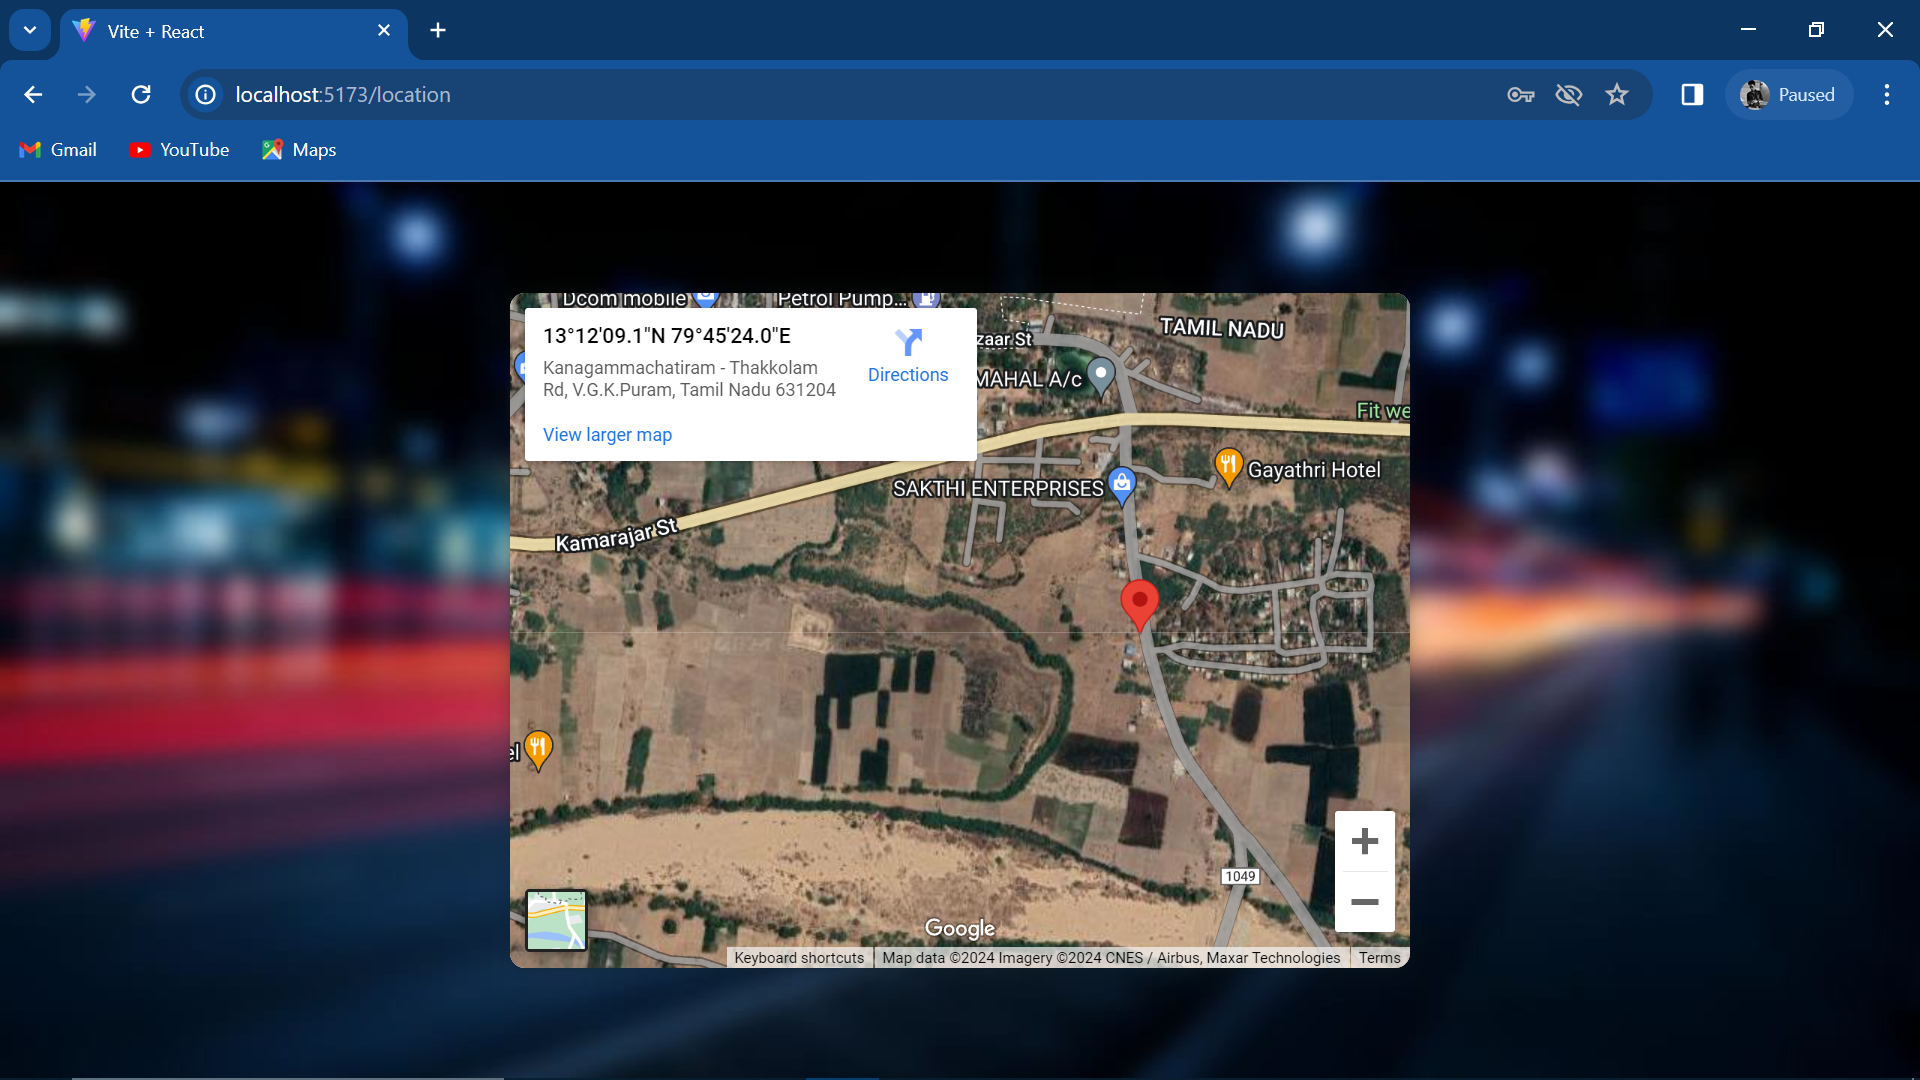 Vite + React
localhost:5173/location
Paused
Gmail
YouTube
Maps
Dcom mobile
Petrol Pump...
13°12'09.1"N 79°45'24.0"E
Kanagammachatiram - Thakkolam
Rd, V.G.K.Puram, Tamil Nadu 631204
Directions
View larger map
zaar St
TAMIL NADU
MAHAL A/c
Fit we
SAKTHI ENTERPRISES
Gayathri Hotel
Kamarajar St
el
1049
Google
Keyboard shortcuts
Map data ©2024 Imagery ©2024 CNES / Airbus, Maxar Technologies
Terms